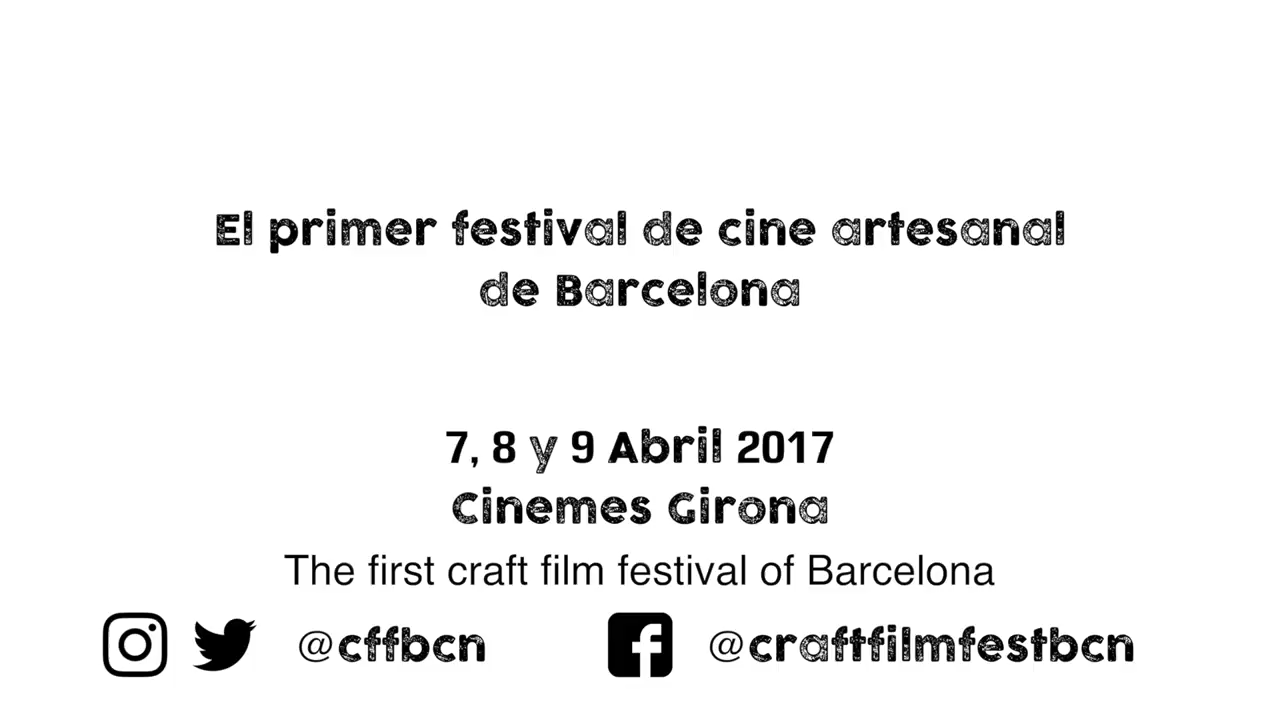 El primer festival de cine artesanal
de Barcelona
7, 8 y 9 Abril 2017
Cinemes Girona
The first craft film festival of Barcelona
@cffbcn
@craftfilmfestbcn